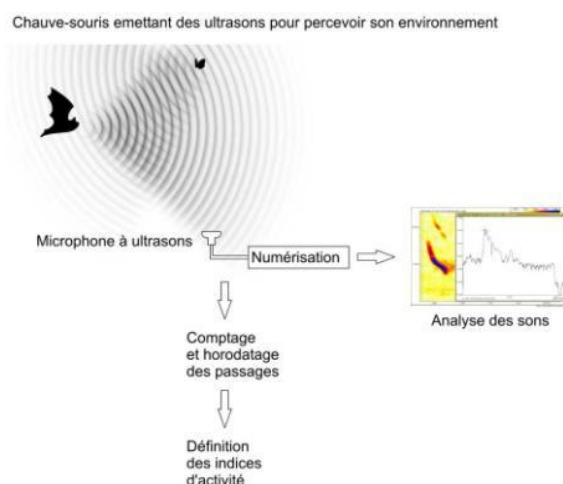 Chauve-souris emettant des ultrasons pour percevoir son environnement
Microphone à ultrasons
Numérisation
Analyse des sons
Comptage
et horodatage
des passages
Définition
des indices
d'activité